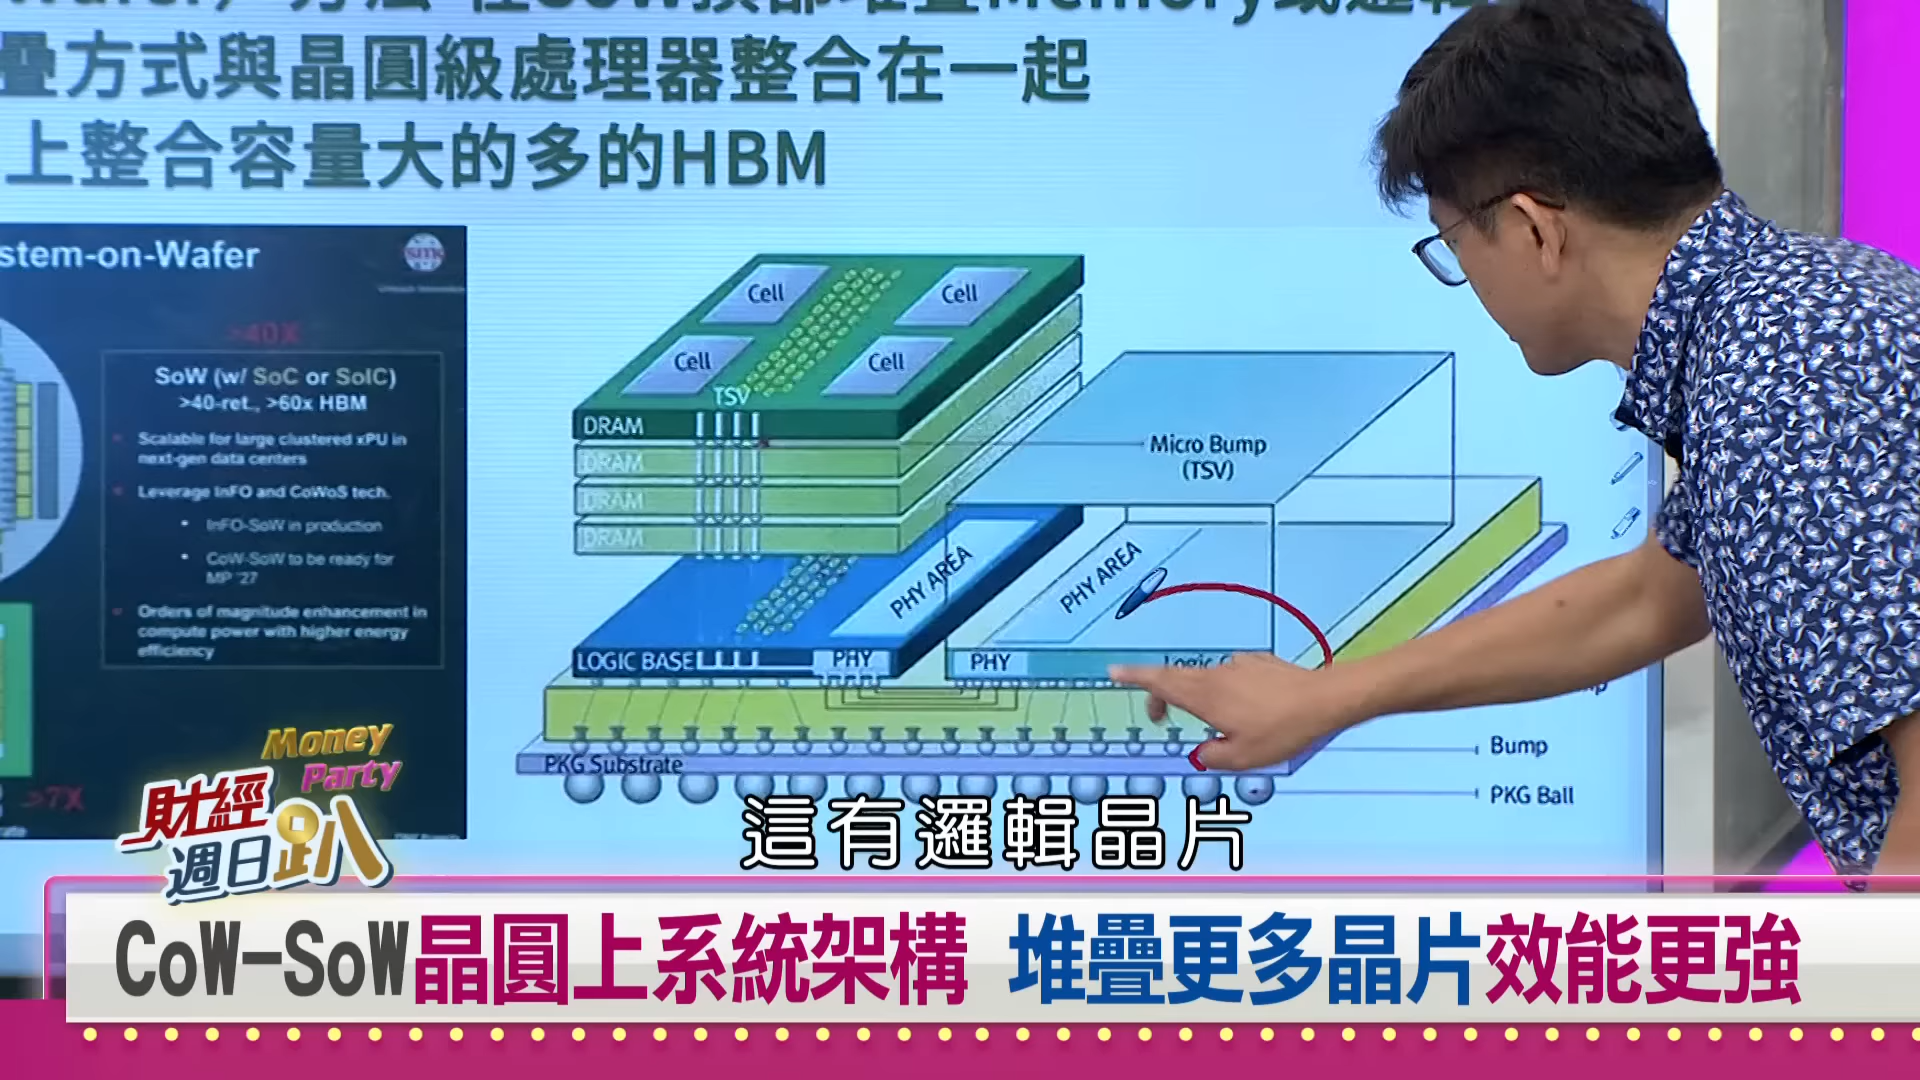 疊方式與晶圓級處理器整合在一起
上整合容量大的多的HBM
stem-on-Wafer
>40X
SoW (w/ SoC or SoIC)
>40-ret., >60x HBM
Scalable for large clustered xPU in
next-gen data centers
Leverage InFO and CoWoS tech.
InFO-SoW in production
CoW-SoW to be ready for
MP '27
Orders of magnitude enhancement in
compute power with higher energy
efficiency
>7X
Cell
Cell
Cell
Cell
TSV
DRAM
DRAM
DRAM
DRAM
Micro Bump
(TSV)
PHY AREA
PHY AREA
LOGIC BASE
PHY
PHY
Logic
PKG Substrate
Bump
PKG Ball
Money
Party
財經
週日趴
這有邏輯晶片
CoW-SoW晶圓上系統架構 堆疊更多晶片效能更強